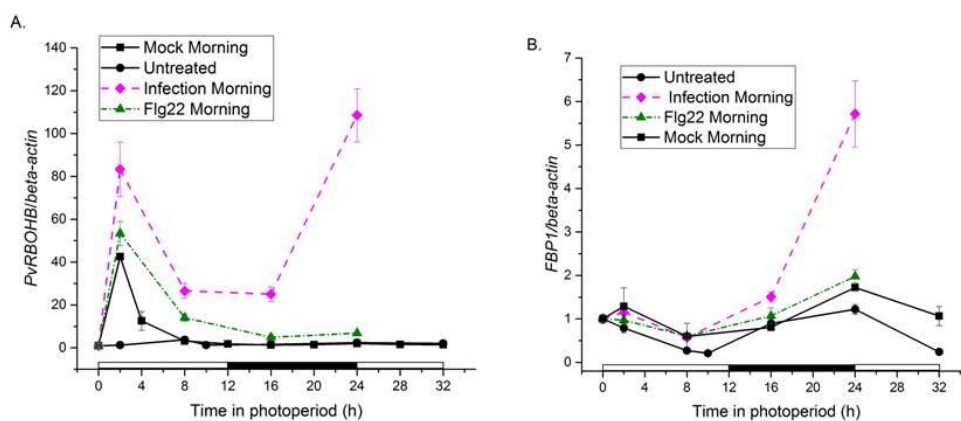 A.
Mock Morning
Untreated
Infection Morning
Flg22 Morning
PvRBOHB/beta-actin
140
120
100
80
60
40
20
0
0 4 8 12 16 20 24 28 32
Time in photoperiod (h)
B.
Untreated
Infection Morning
Flg22 Morning
Mock Morning
FBP1/beta-actin
7
6
5
4
3
2
1
0
0 4 8 12 16 20 24 28 32
Time in photoperiod (h)